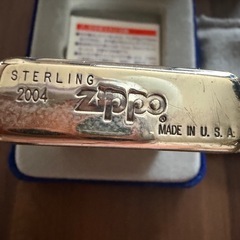 STERLING
2004 zippo®
MADE IN U. S. A.